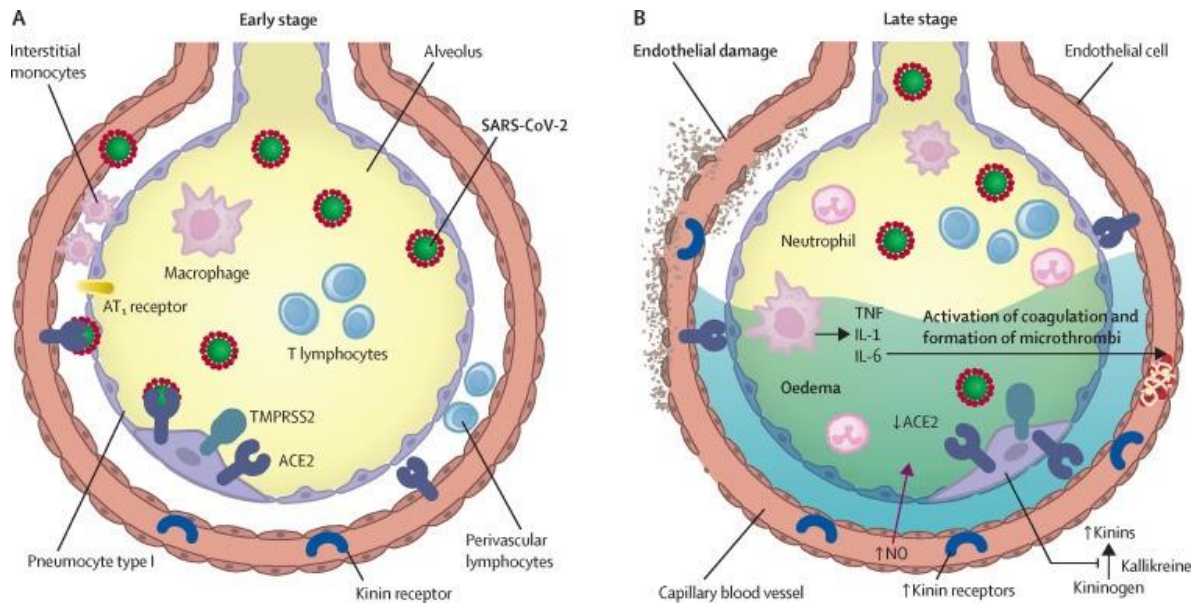 A
Early stage
Interstitial
monocytes
Alveolus
SARS-CoV-2
Macrophage
AT₁ receptor
T lymphocytes
TMPRSS2
ACE2
Pneumocyte type I
Kinin receptor
Perivascular
lymphocytes
B
Late stage
Endothelial damage
Endothelial cell
Neutrophil
TNF
IL-1
IL-6
Activation of coagulation and
formation of microthrombi
Oedema
↓ACE2
↑NO
↑Kinins
Kallikreine
Kininogen
Capillary blood vessel
↑Kinin receptors